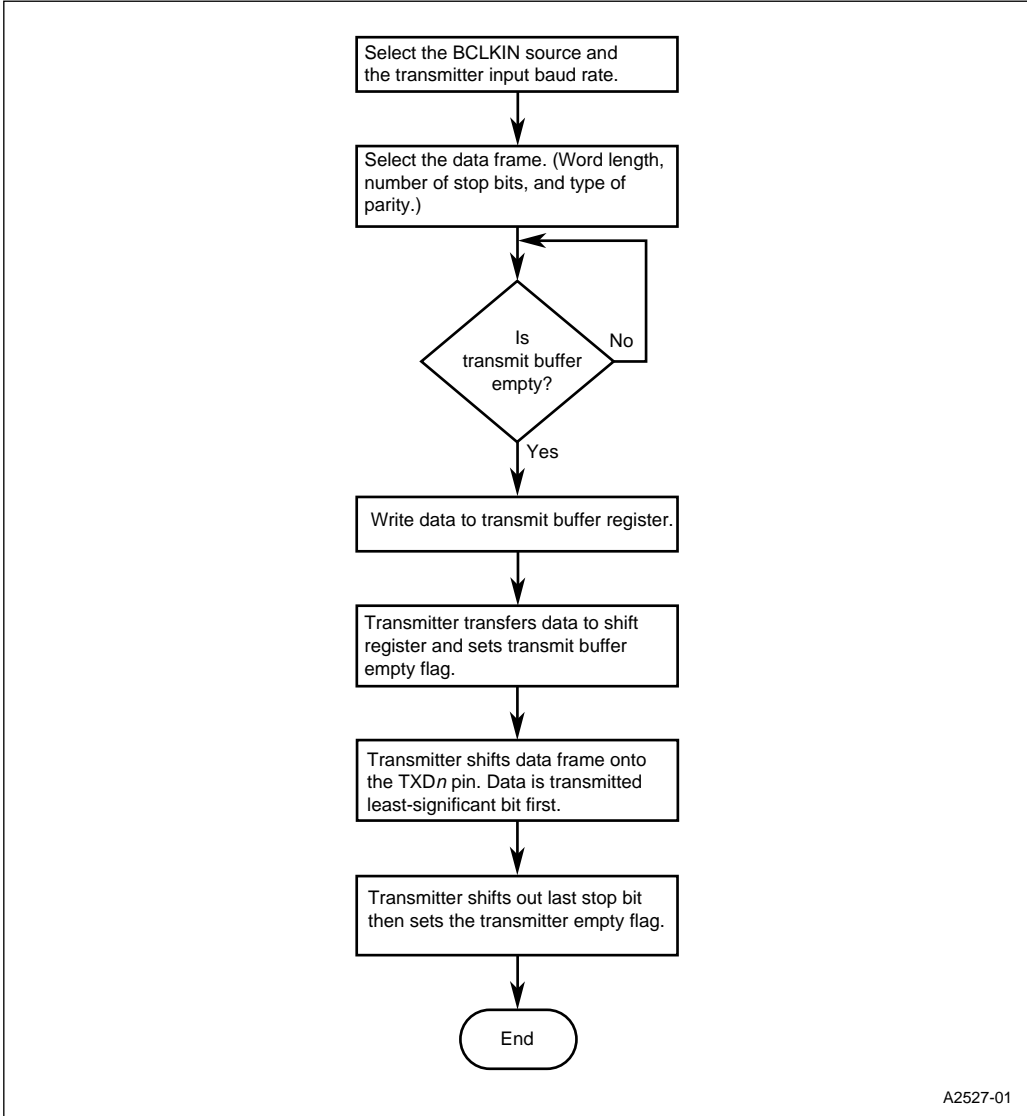 Select the BCLKIN source and
the transmitter input baud rate.
Select the data frame. (Word length,
number of stop bits, and type of
parity.)
Is
transmit buffer
empty?
No
Yes
Write data to transmit buffer register.
Transmitter transfers data to shift
register and sets transmit buffer
empty flag.
Transmitter shifts data frame onto
the TXDn pin. Data is transmitted
least-significant bit first.
Transmitter shifts out last stop bit
then sets the transmitter empty flag.
End
A2527-01